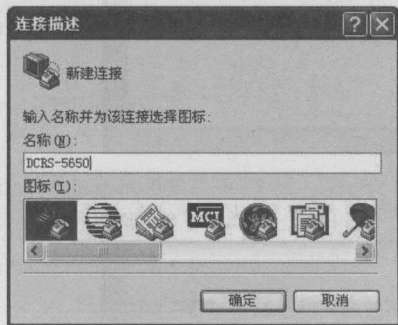 连接描述
新建连接
输入名称并为该连接选择图标:
名称(N):
DCRS-5650
图标(I):
MCI
确定
取消